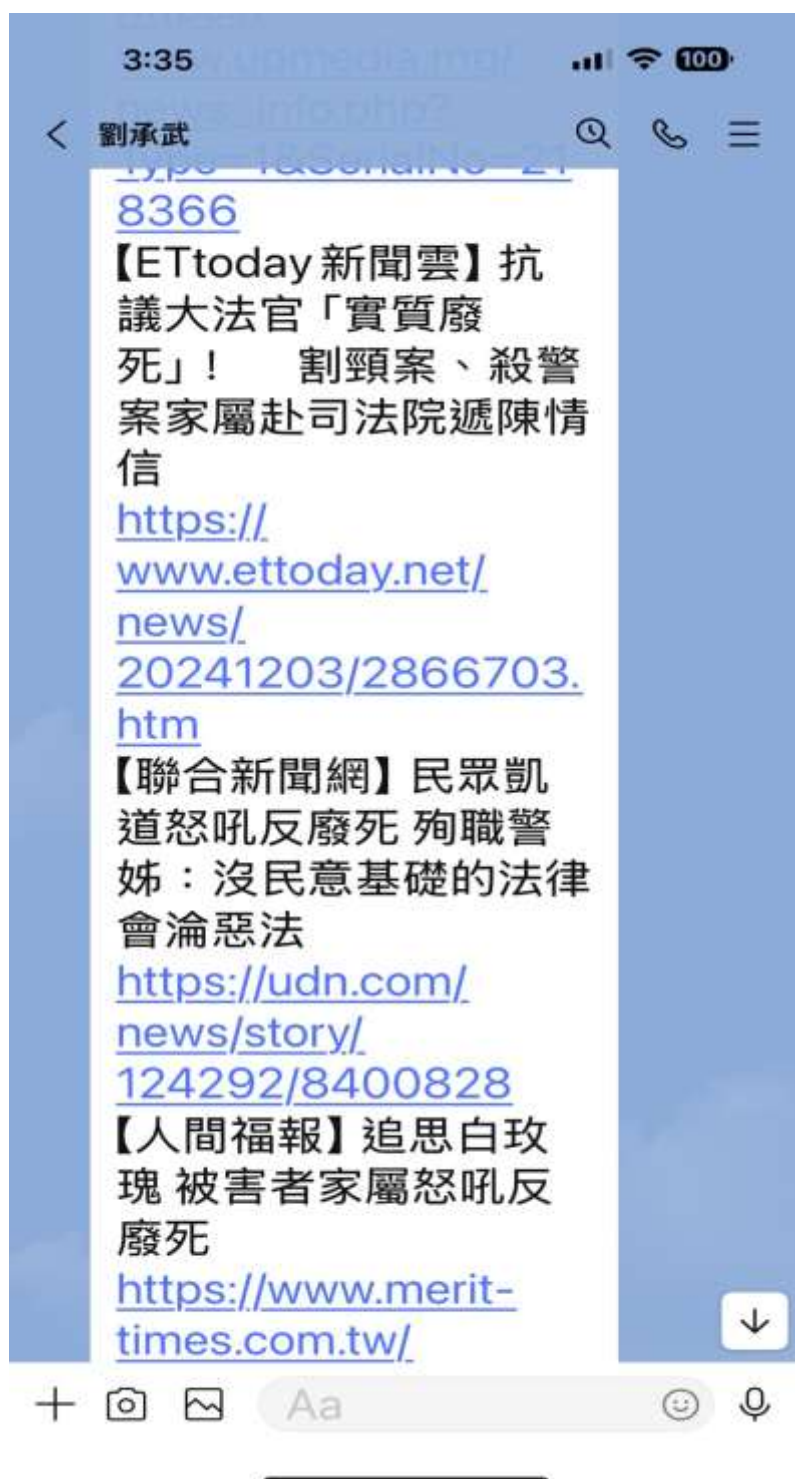 3:35
100
劉承武
8366
【ETtoday新聞雲】抗
議大法官「實質廢
死」! 割頸案、殺警
案家屬赴司法院遞陳情
信
https://
www.ettoday.net/
news/
20241203/2866703.
htm
【聯合新聞網】民眾凱
道怒吼反廢死 殉職警
姊：沒民意基礎的法律
會淪惡法
https://udn.com/
news/story/
124292/8400828
【人間福報】追思白玫
瑰 被害者家屬怒吼反
廢死
https://www.merit-
times.com.tw/
Aa